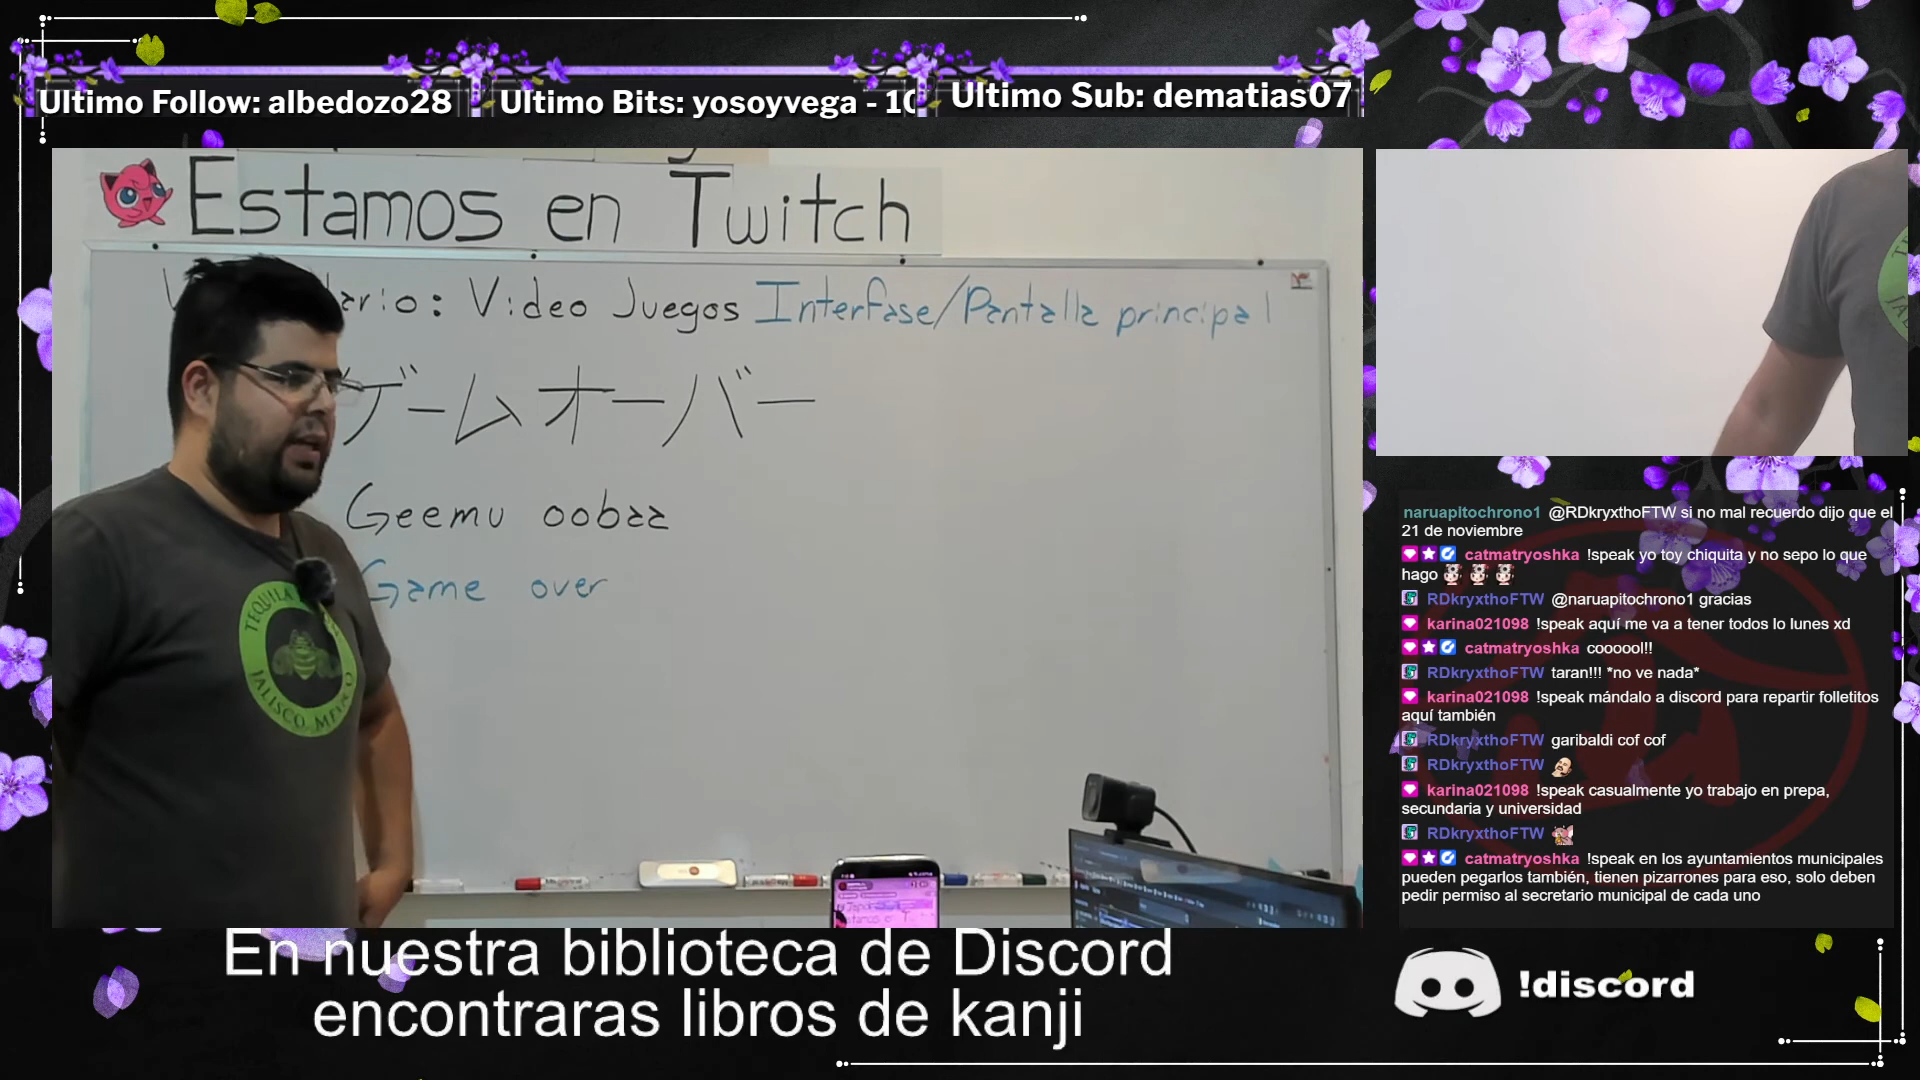 Ultimo Follow: albedozo28
Ultimo Bits: yosoyvega - 10
Ultimo Sub: dematias07
Estamos en Twitch
Video Juegos Interfase/Pantalla principal
ゲームオーバー
Geemu oobaa
Game over
TEQUILA
JALISCO, MEXICO
naruapitochrono1 @RDkryxthoFTW si no mal recuerdo dijo que el
21 de noviembre
catmatryoshka !speak yo toy chiquita y no sepo lo que
hago
RDkryxthoFTW @naruapitochrono1 gracias
karina021098 !speak aquí me va a tener todos lo lunes xd
catmatryoshka coooool!!
RDkryxthoFTW taran!!! *no ve nada*
karina021098 !speak mándalo a discord para repartir folletitos
aquí también
RDkryxthoFTW garibaldi cof cof
RDkryxthoFTW
karina021098 !speak casualmente yo trabajo en prepa,
secundaria y universidad
RDkryxthoFTW
catmatryoshka !speak en los ayuntamientos municipales
pueden pegarlos también, tienen pizarrones para eso, solo deben
pedir permiso al secretario municipal de cada uno
En nuestra biblioteca de Discord
encontraras libros de kanji
!discord